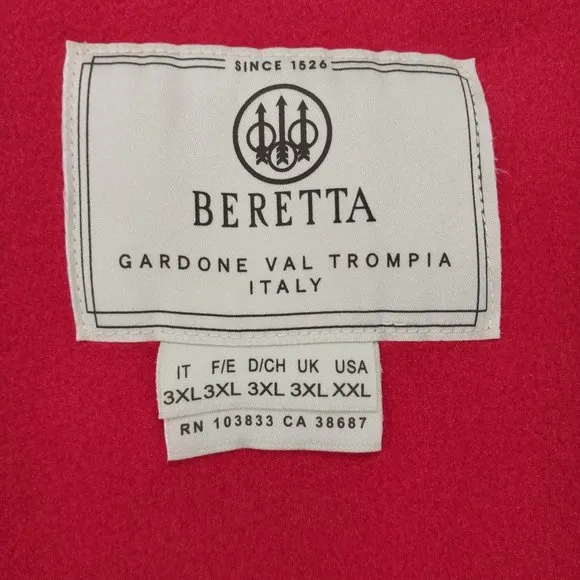 SINCE 1526
BERETTA
GARDONE VAL TROMPIA
ITALY
IT F/E D/CH UK USA
3XL 3XL 3XL 3XL XXL
RN 103833 CA 38687